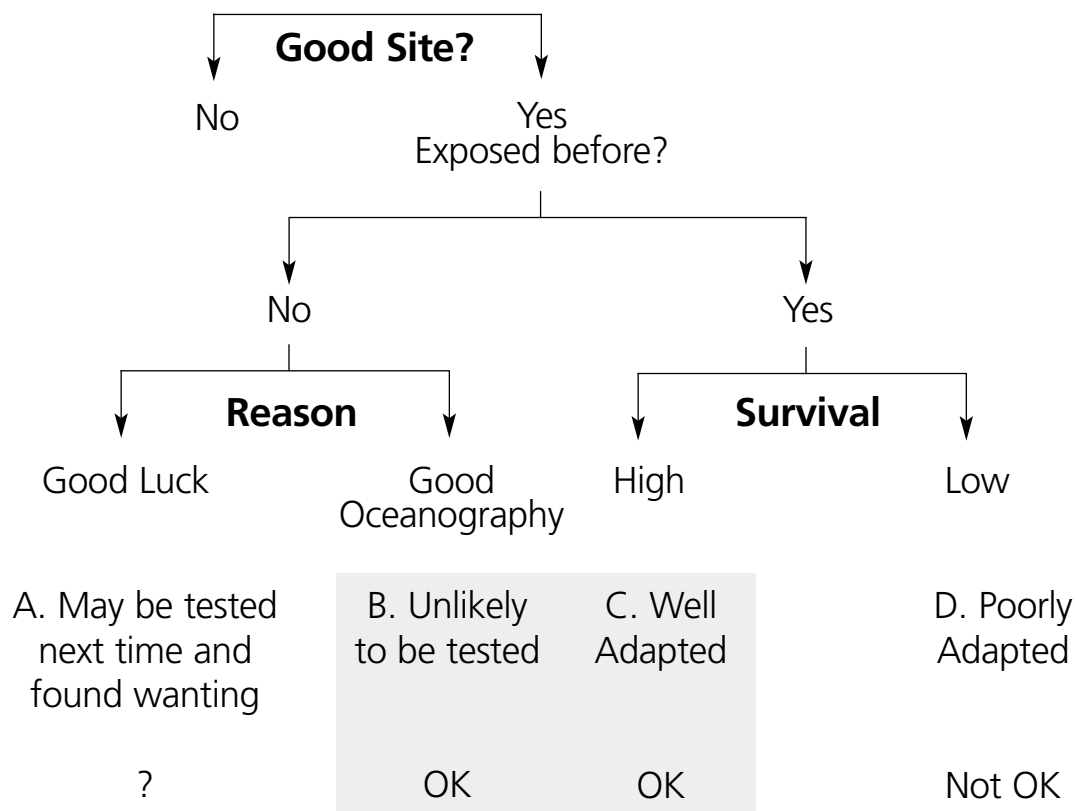 Good Site?
No
Yes
Exposed before?
No
Yes
Reason
Survival
Good Luck
Good
Oceanography
High
Low
A. May be tested
next time and
found wanting
B. Unlikely
to be tested
C. Well
Adapted
D. Poorly
Adapted
?
OK
OK
Not OK